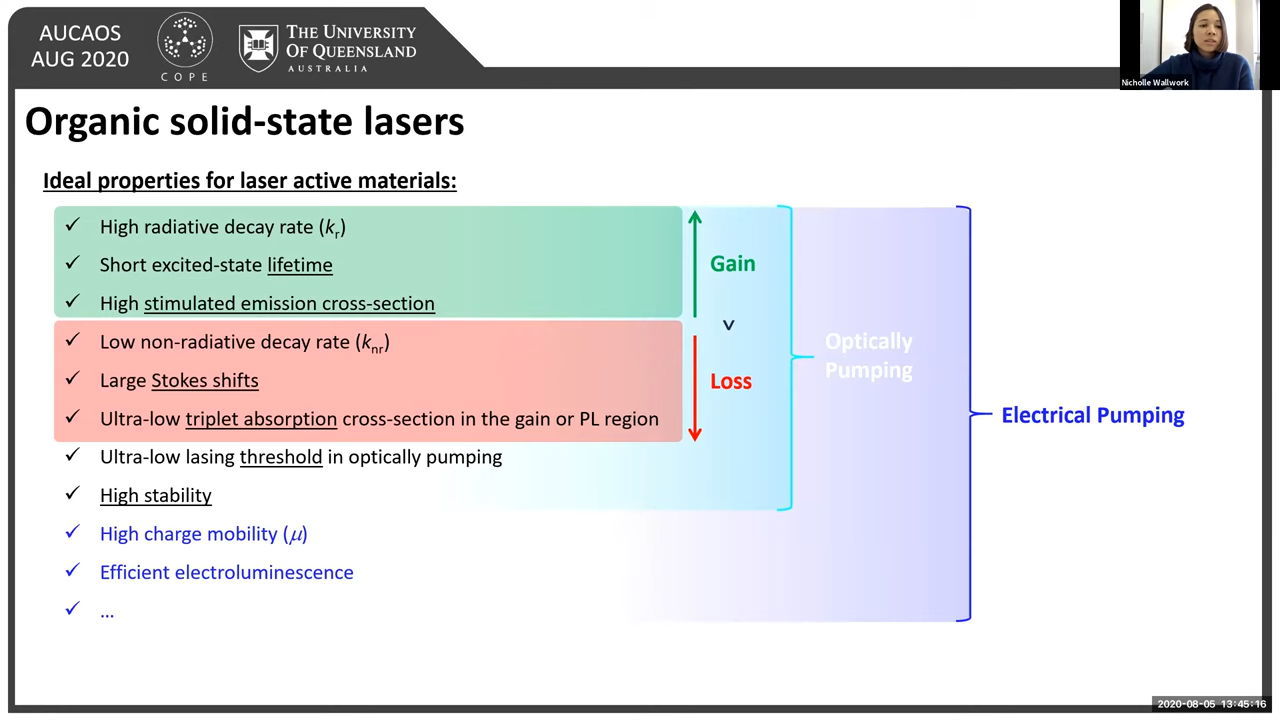 AUCAOS
AUG 2020
COPE
THE UNIVERSITY
OF QUEENSLAND
AUSTRALIA
Nicholle Wallwork
Organic solid-state lasers
Ideal properties for laser active materials:
✓ High radiative decay rate (kr)
✓ Short excited-state lifetime
✓ High stimulated emission cross-section
✓ Low non-radiative decay rate (knr)
✓ Large Stokes shifts
✓ Ultra-low triplet absorption cross-section in the gain or PL region
✓ Ultra-low lasing threshold in optically pumping
✓ High stability
✓ High charge mobility (μ)
✓ Efficient electroluminescence
✓ ...
Gain
v
Loss
Optically
Pumping
Electrical Pumping
2020-08-05 13:45:16